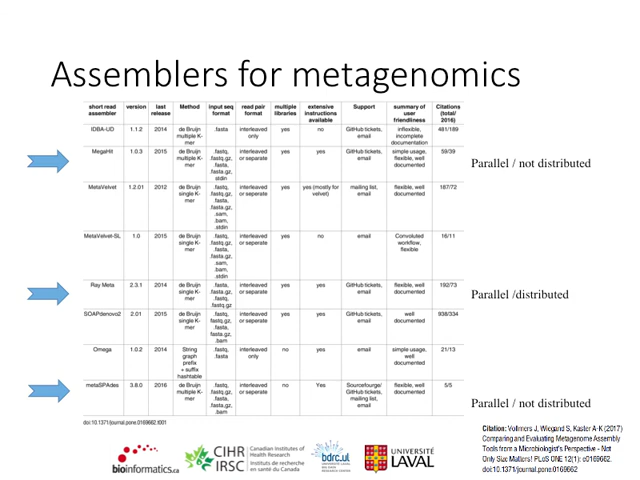 Assemblers for metagenomics
short read version last Method input seq read pair multiple extensive Support summary of Citations
assembler release format format libraries instructions user (total/
available friendliness 2016)
IDBA-UD 1.1.2 2014 de Bruijn .fasta interleaved yes no GitHub tickets, inflexible, 481/189
multiple K- only email incomplete
mer documentation
MegaHit 1.0.3 2015 de Bruijn .fastq, interleaved yes yes GitHub tickets, simple usage, 59/39
multiple K- .fastq.gz, or separate email flexible, well
mer .fasta, documented
.fasta.gz,
stdin
Parallel / not distributed
MetaVelvet 1.2.01 2012 de Bruijn .fastq, interleaved yes yes (mostly for mailing list, flexible, well 187/72
single K- .fastq.gz, or seperate velvet) email documented
mer .fasta,
.fasta.gz,
.sam,
.bam,
.stdin
MetaVelvet-SL 1.0 2015 de Bruijn .fastq, interleaved yes no email Convoluted 16/11
single K- .fastq.gz, or seperate workflow,
mer .fasta, flexible
.sam,
.bam,
.stdin
Ray Meta 2.3.1 2014 de Bruijn .fasta, interleaved yes yes GitHub tickets, flexible, well 192/73
single K- .fasta.gz, or seperate email documented
mer .fastq,
.fastq.gz
Parallel /distributed
SOAPdenovo2 2.01 2015 de Bruijn .fastq, interleaved yes yes GitHub tickets, well 938/334
single K- .fastq.gz, or seperate email documented
mer .fasta,
.fasta.gz,
.bam
Omega 1.0.2 2014 String .fastq, interleaved no yes email simple usage, 21/13
graph .fasta only well
prefix documented
+ suffix
hashtable
metaSPAdes 3.8.0 2016 de Bruijn .fastq, interleaved no Yes Sourcefourge/ flexible, well 5/5
multiple K- .fastq.gz, or seperate GitHub tickets, documented
mer .fasta, mailing list,
.fasta.gz, email
.bam
Parallel / not distributed
doi:10.1371/journal.pone.0169662.t001
Citation: Vollmers J, Wiegand S, Kaster A-K (2017)
Comparing and Evaluating Metagenome Assembly
Tools from a Microbiologist's Perspective - Not
Only Size Matters! PLoS ONE 12(1): e0169662.
doi:10.1371/journal.pone.0169662
bioinformatics.ca
CIHR
IRSC
Canadian Institutes of
Health Research
Instituts de recherche
en santé du Canada
bdrc.ul
UNIVERSITÉ
LAVAL